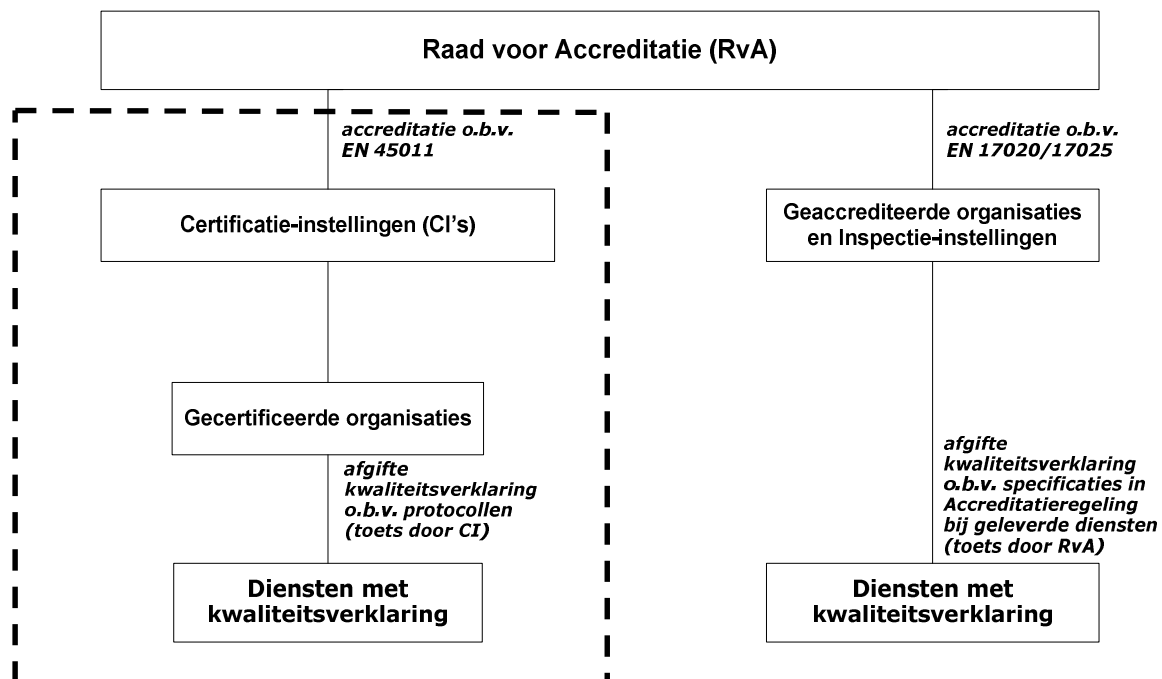 Raad voor Accreditatie (RvA)
accreditatie o.b.v.
EN 45011
Certificatie-instellingen (CI's)
Gecertificeerde organisaties
afgifte
kwaliteitsverklaring
o.b.v. protocollen
(toets door CI)
Diensten met
kwaliteitsverklaring
accreditatie o.b.v.
EN 17020/17025
Geaccrediteerde organisaties
en Inspectie-instellingen
afgifte
kwaliteitsverklaring
o.b.v. specificaties in
Accreditatieregeling
bij geleverde diensten
(toets door RvA)
Diensten met
kwaliteitsverklaring